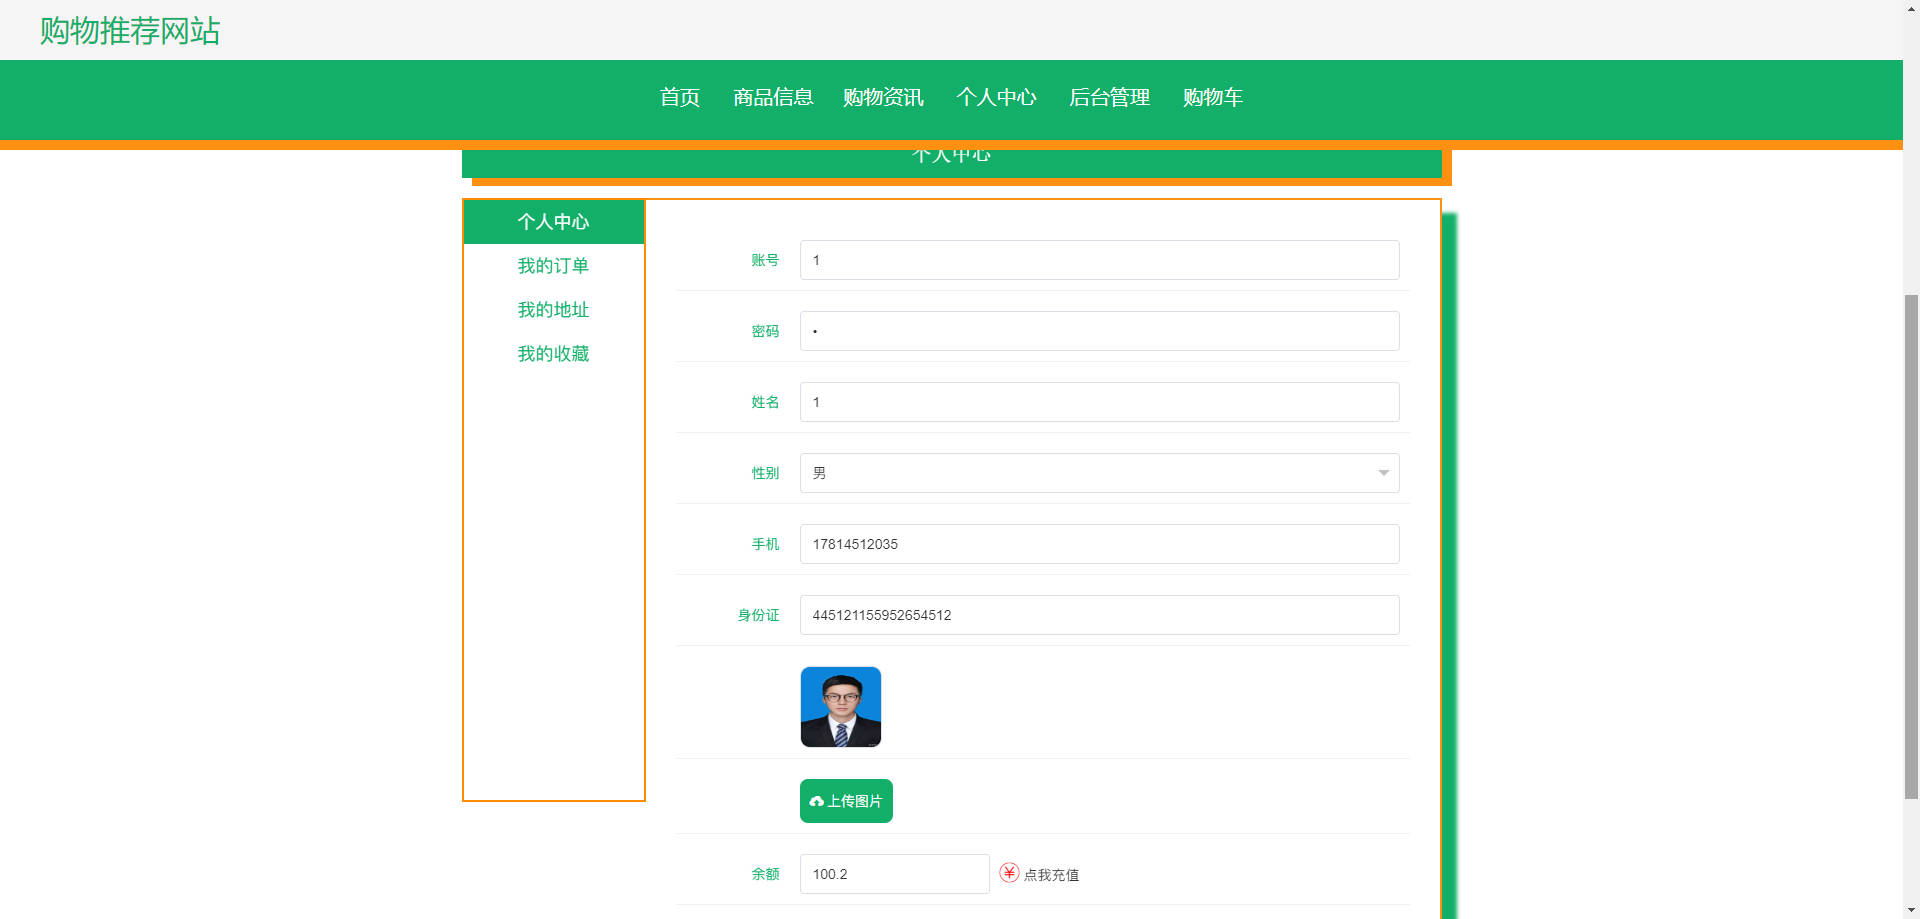 购物推荐网站
首页 商品信息 购物资讯 个人中心 后台管理 购物车
个人中心
个人中心
我的订单
我的地址
我的收藏
账号 1
密码 •
姓名 1
性别 男
手机 17814512035
身份证 445121155952654512
上传图片
余额 100.2 点我充值